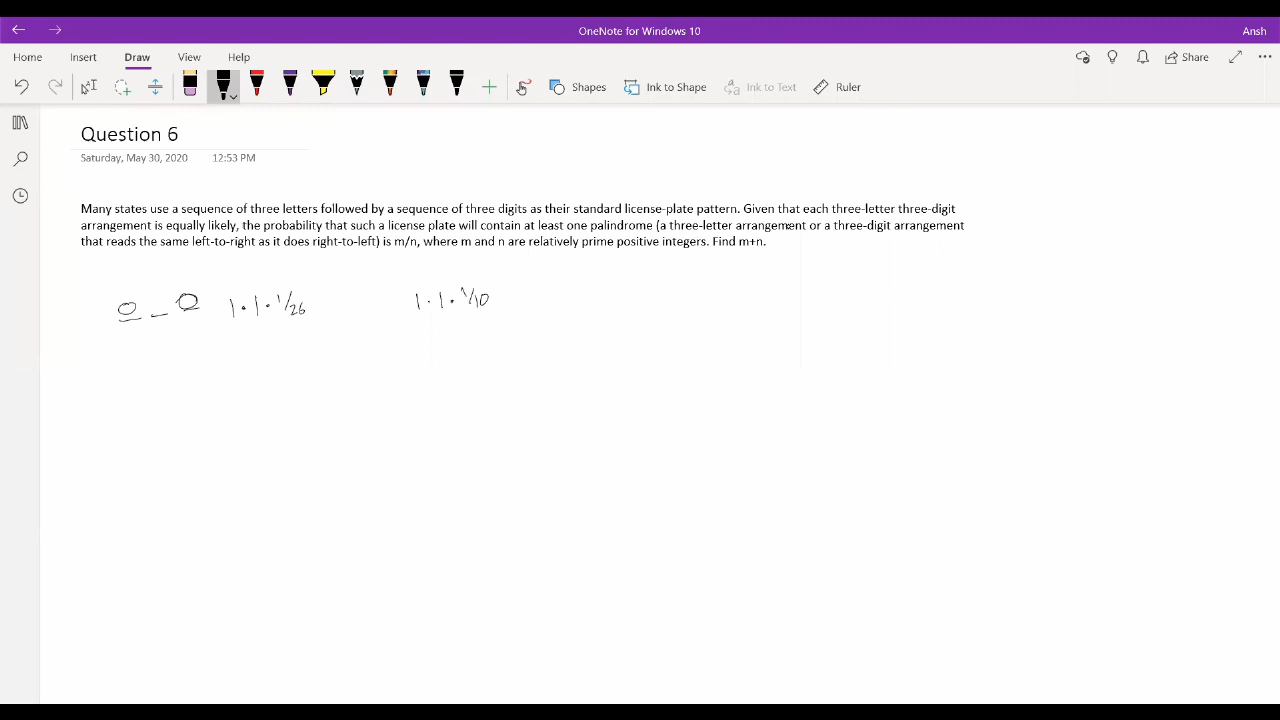 OneNote for Windows 10
Ansh
Home Insert Draw View Help
Share
Shapes Ink to Shape Ink to Text Ruler
Question 6
Saturday, May 30, 2020 12:53 PM
Many states use a sequence of three letters followed by a sequence of three digits as their standard license-plate pattern. Given that each three-letter three-digit
arrangement is equally likely, the probability that such a license plate will contain at least one palindrome (a three-letter arrangement or a three-digit arrangement
that reads the same left-to-right as it does right-to-left) is m/n, where m and n are relatively prime positive integers. Find m+n.
1 · 1 · 1/26 1 · 1 · 1/10